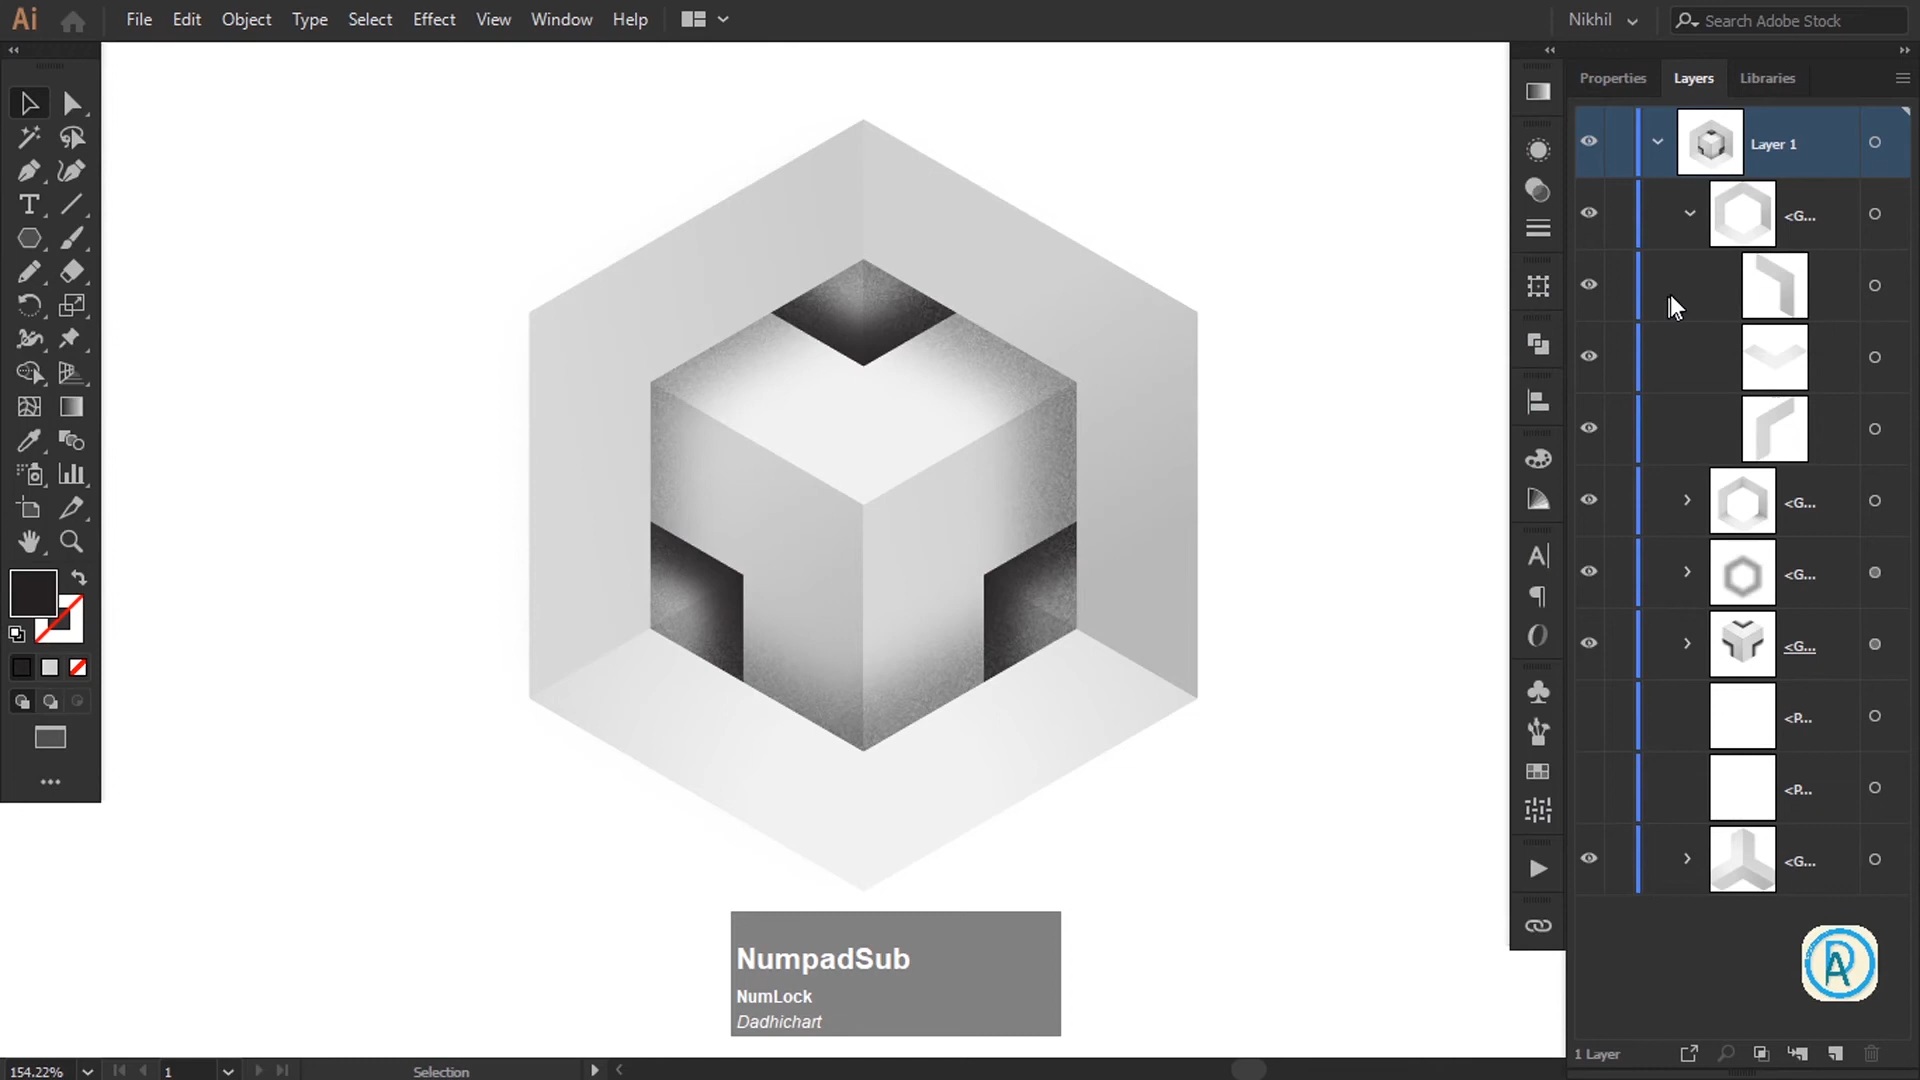 Ai File Edit Object Type Select Effect View Window Help Nikhil Search Adobe Stock
Properties Layers Libraries
Layer 1
<G...
<G...
<G...
<G...
<P...
<P...
<G...
NumpadSub
NumLock
Dadhichart
1 Layer
154.22% 1 Selection